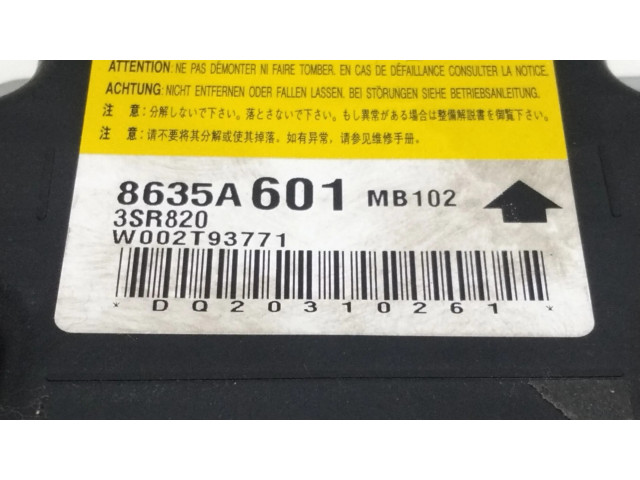 ATTENTION: NE PAS DÉMONTER NI FAIRE TOMBER. EN CAS DE DÉFAILLANCE CONSULTER LA NOTICE.
ACHTUNG: NICHT ENTFERNEN ODER FALLEN LASSEN. BEI STÖRUNGEN SIEHE BETRIEBSANLEITUNG.
注 意:分解しないで下さい。落とさないで下さい。もし異常がある場合は整備解説書を御覧下さい。
注 意:请不要将其分解或使其掉落。如有异常,请参见维修手册.
8635A 601 MB102
3SR820
W002T93771
* DQ20310261 *